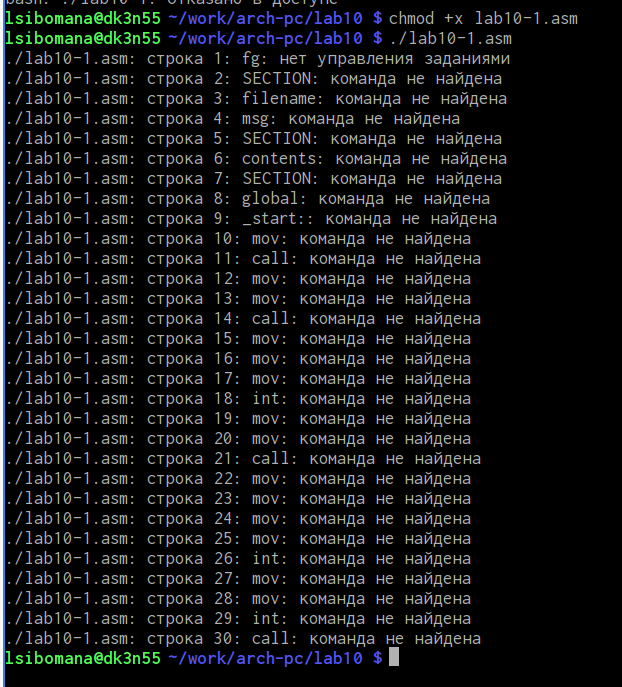 bash: ./lab10-1: Отказано в доступе
lsibomana@dk3n55 ~/work/arch-pc/lab10 $ chmod +x lab10-1.asm
lsibomana@dk3n55 ~/work/arch-pc/lab10 $ ./lab10-1.asm
./lab10-1.asm: строка 1: fg: нет управления заданиями
./lab10-1.asm: строка 2: SECTION: команда не найдена
./lab10-1.asm: строка 3: filename: команда не найдена
./lab10-1.asm: строка 4: msg: команда не найдена
./lab10-1.asm: строка 5: SECTION: команда не найдена
./lab10-1.asm: строка 6: contents: команда не найдена
./lab10-1.asm: строка 7: SECTION: команда не найдена
./lab10-1.asm: строка 8: global: команда не найдена
./lab10-1.asm: строка 9: _start:: команда не найдена
./lab10-1.asm: строка 10: mov: команда не найдена
./lab10-1.asm: строка 11: call: команда не найдена
./lab10-1.asm: строка 12: mov: команда не найдена
./lab10-1.asm: строка 13: mov: команда не найдена
./lab10-1.asm: строка 14: call: команда не найдена
./lab10-1.asm: строка 15: mov: команда не найдена
./lab10-1.asm: строка 16: mov: команда не найдена
./lab10-1.asm: строка 17: mov: команда не найдена
./lab10-1.asm: строка 18: int: команда не найдена
./lab10-1.asm: строка 19: mov: команда не найдена
./lab10-1.asm: строка 20: mov: команда не найдена
./lab10-1.asm: строка 21: call: команда не найдена
./lab10-1.asm: строка 22: mov: команда не найдена
./lab10-1.asm: строка 23: mov: команда не найдена
./lab10-1.asm: строка 24: mov: команда не найдена
./lab10-1.asm: строка 25: mov: команда не найдена
./lab10-1.asm: строка 26: int: команда не найдена
./lab10-1.asm: строка 27: mov: команда не найдена
./lab10-1.asm: строка 28: mov: команда не найдена
./lab10-1.asm: строка 29: int: команда не найдена
./lab10-1.asm: строка 30: call: команда не найдена
lsibomana@dk3n55 ~/work/arch-pc/lab10 $